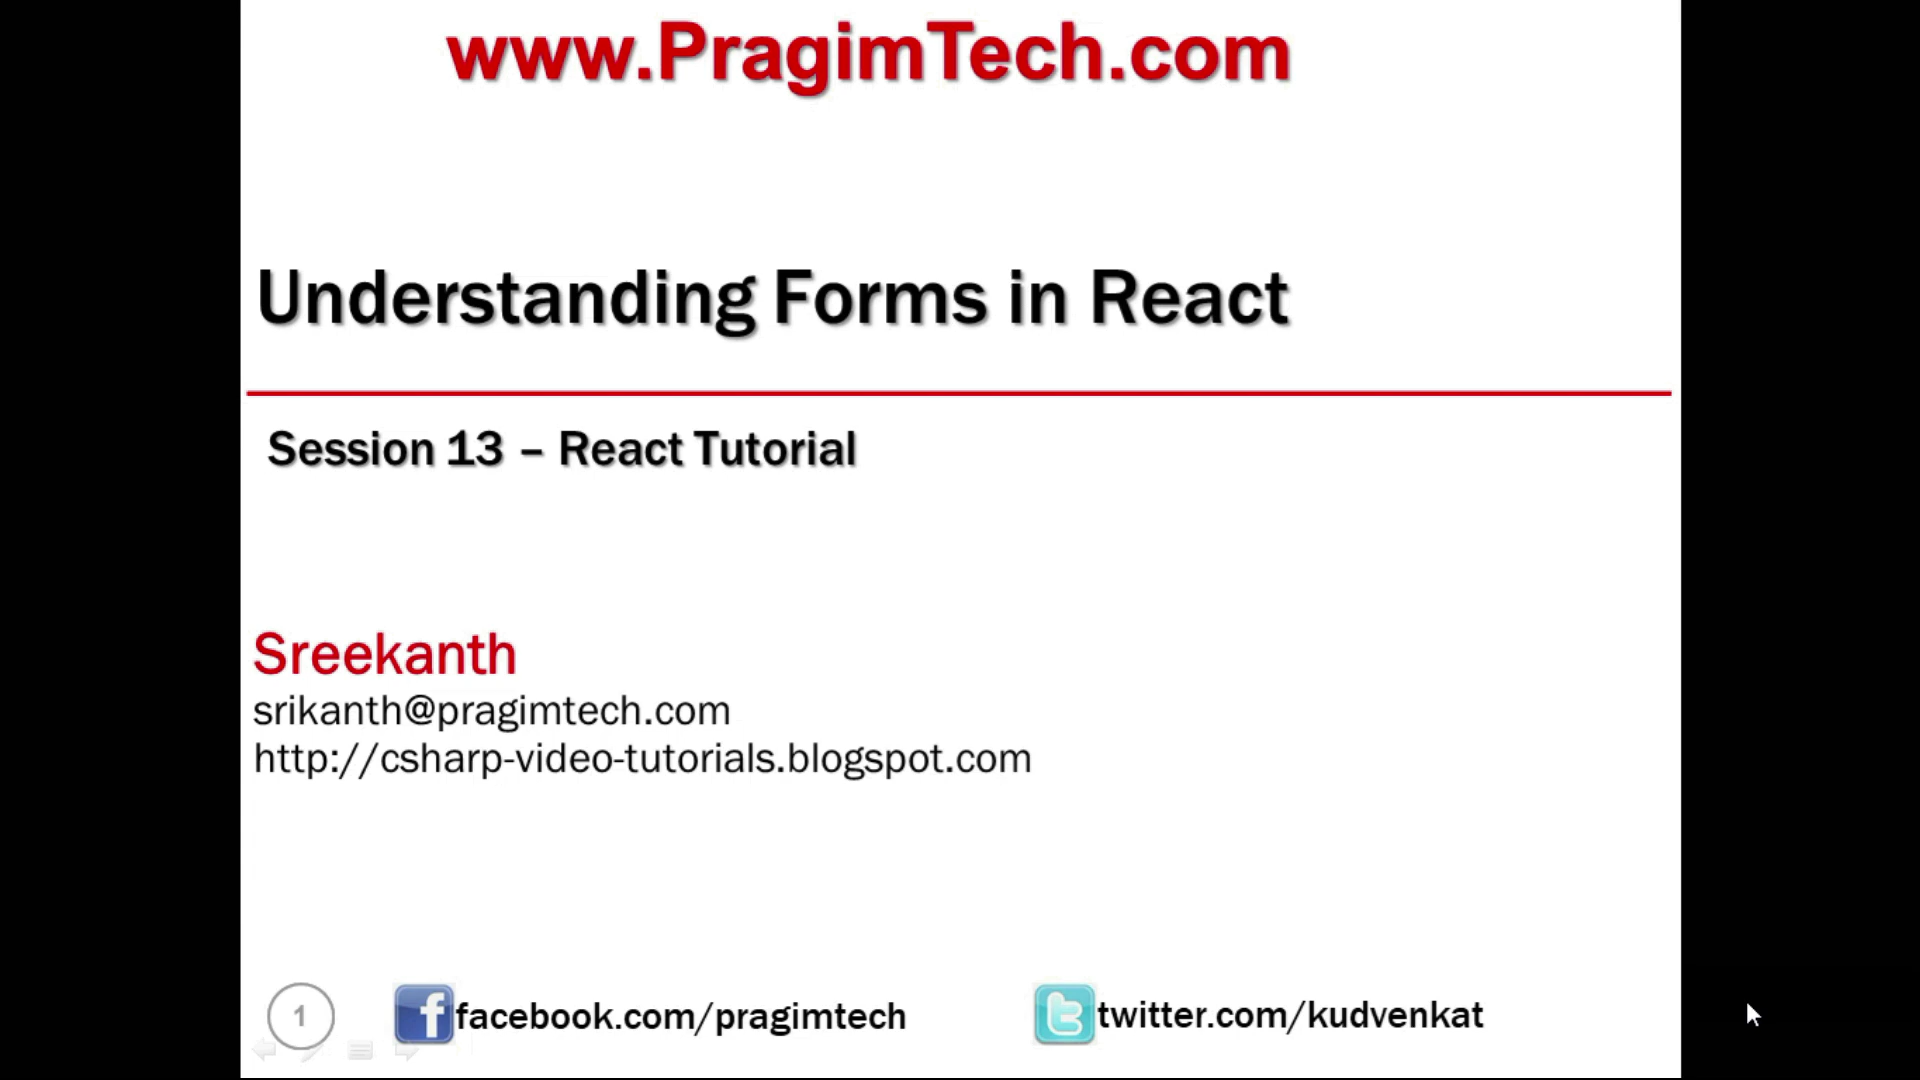 www.PragimTech.com
Understanding Forms in React
Session 13 – React Tutorial
Sreekanth
srikanth@pragimtech.com
http://csharp-video-tutorials.blogspot.com
1
facebook.com/pragimtech
twitter.com/kudvenkat